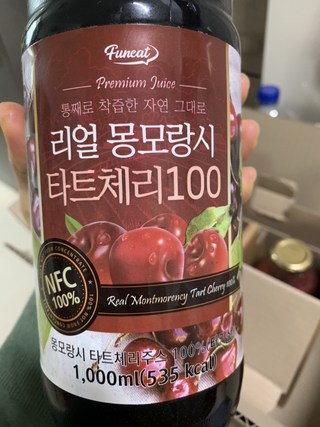 Funeat
Premium Juice
통째로 착즙한 자연 그대로
리얼 몽모랑시
타트체리100
NFC
100%
Real Montmorency Tart Cherry
몽모랑시 타트체리주스 100%
1,000ml(535 kcal)